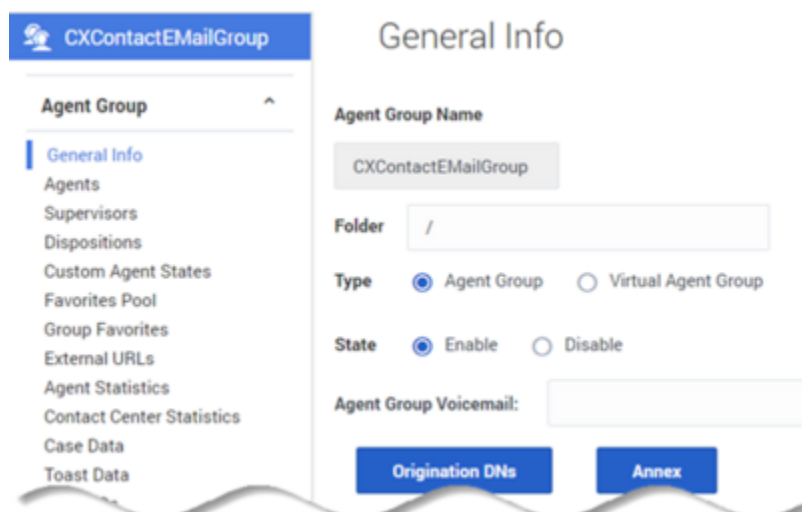 CXContactEMailGroup
General Info
Agent Group
General Info
Agents
Supervisors
Dispositions
Custom Agent States
Favorites Pool
Group Favorites
External URLs
Agent Statistics
Contact Center Statistics
Case Data
Toast Data
Agent Group Name
CXContactEMailGroup
Folder /
Type Agent Group Virtual Agent Group
State Enable Disable
Agent Group Voicemail:
Origination DNs Annex